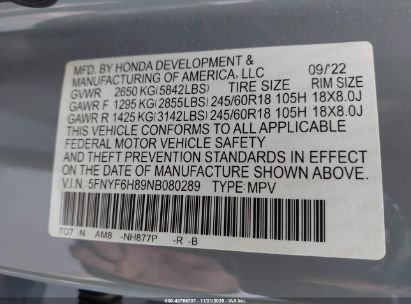 MFD. BY HONDA DEVELOPMENT & 09/'22
MANUFACTURING OF AMERICA, LLC
GVWR 2650 KG(5842LBS) TIRE SIZE RIM SIZE
GAWR F 1295 KG(2855LBS) 245/60R18 105H 18X8.0J
GAWR R 1425 KG(3142LBS) 245/60R18 105H 18X8.0J
THIS VEHICLE CONFORMS TO ALL APPLICABLE
FEDERAL MOTOR VEHICLE SAFETY
AND THEFT PREVENTION STANDARDS IN EFFECT
ON THE DATE OF MANUFACTURE SHOWN ABOVE.
V.I.N.: 5FNYF6H89NB080289 TYPE: MPV
TG7 N AM8 -NH877P -R -B